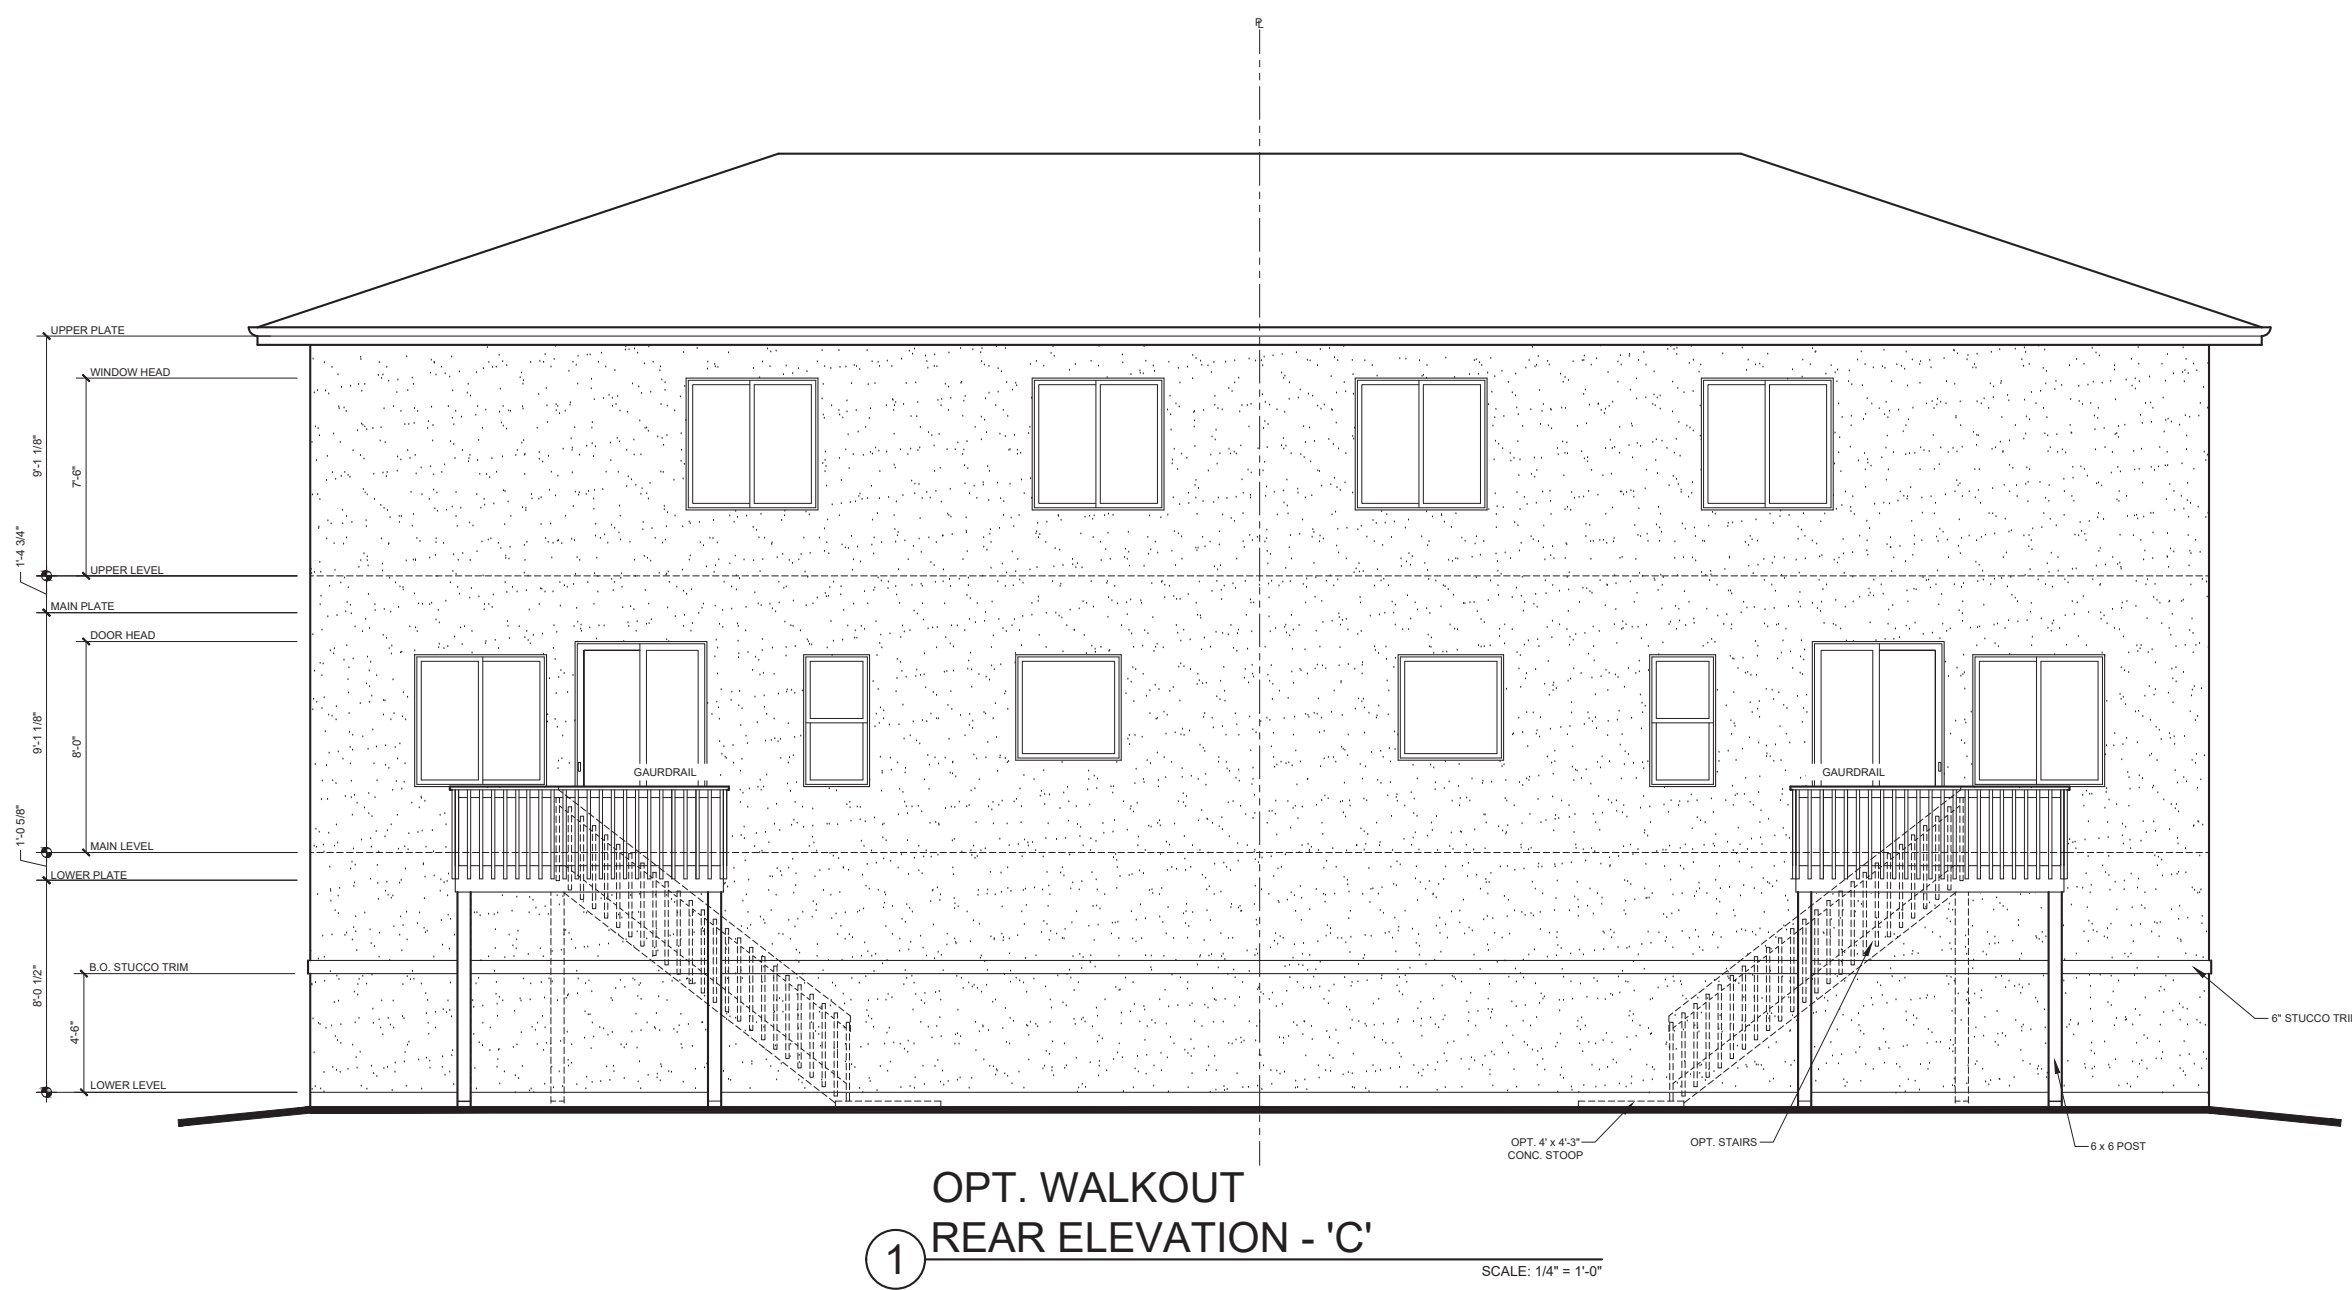 PL
UPPER PLATE
WINDOW HEAD
9'-1 1/8"
7'-6"
1'-4 3/4"
UPPER LEVEL
MAIN PLATE
DOOR HEAD
9'-1 1/8"
8'-0"
GAURDRAIL
GAURDRAIL
1'-0 5/8"
MAIN LEVEL
LOWER PLATE
B.O. STUCCO TRIM
8'-0 1/2"
4'-6"
6" STUCCO TRI
LOWER LEVEL
OPT. 4' x 4'-3"
CONC. STOOP
OPT. STAIRS
6 x 6 POST
OPT. WALKOUT
1
REAR ELEVATION - 'C'
SCALE: 1/4" = 1'-0"